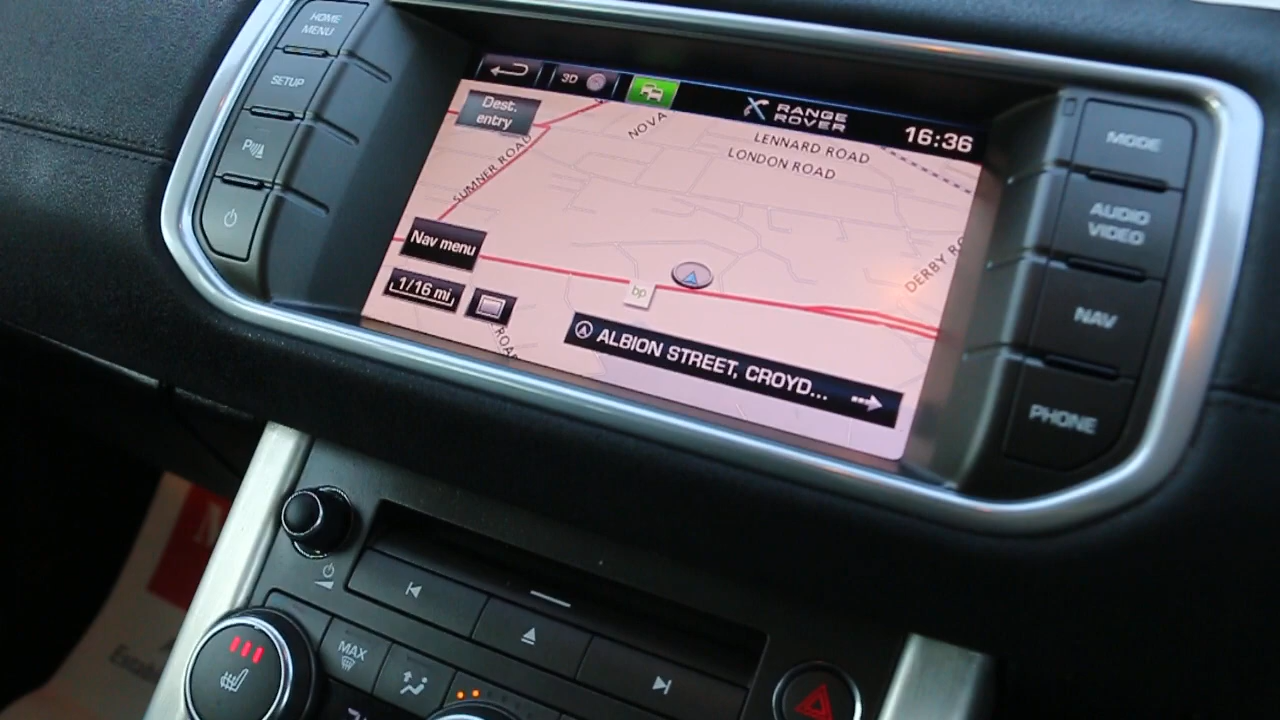 HOME
MENU
SETUP
3D
RANGE
ROVER
16:36
MODE
Dest.
entry
NOVA
LENNARD ROAD
LONDON ROAD
SUMNER ROAD
AUDIO
VIDEO
Nav menu
DERBY
1/16 mi
bp
NAV
ROAD
ALBION STREET, CROYD...
PHONE
MAX